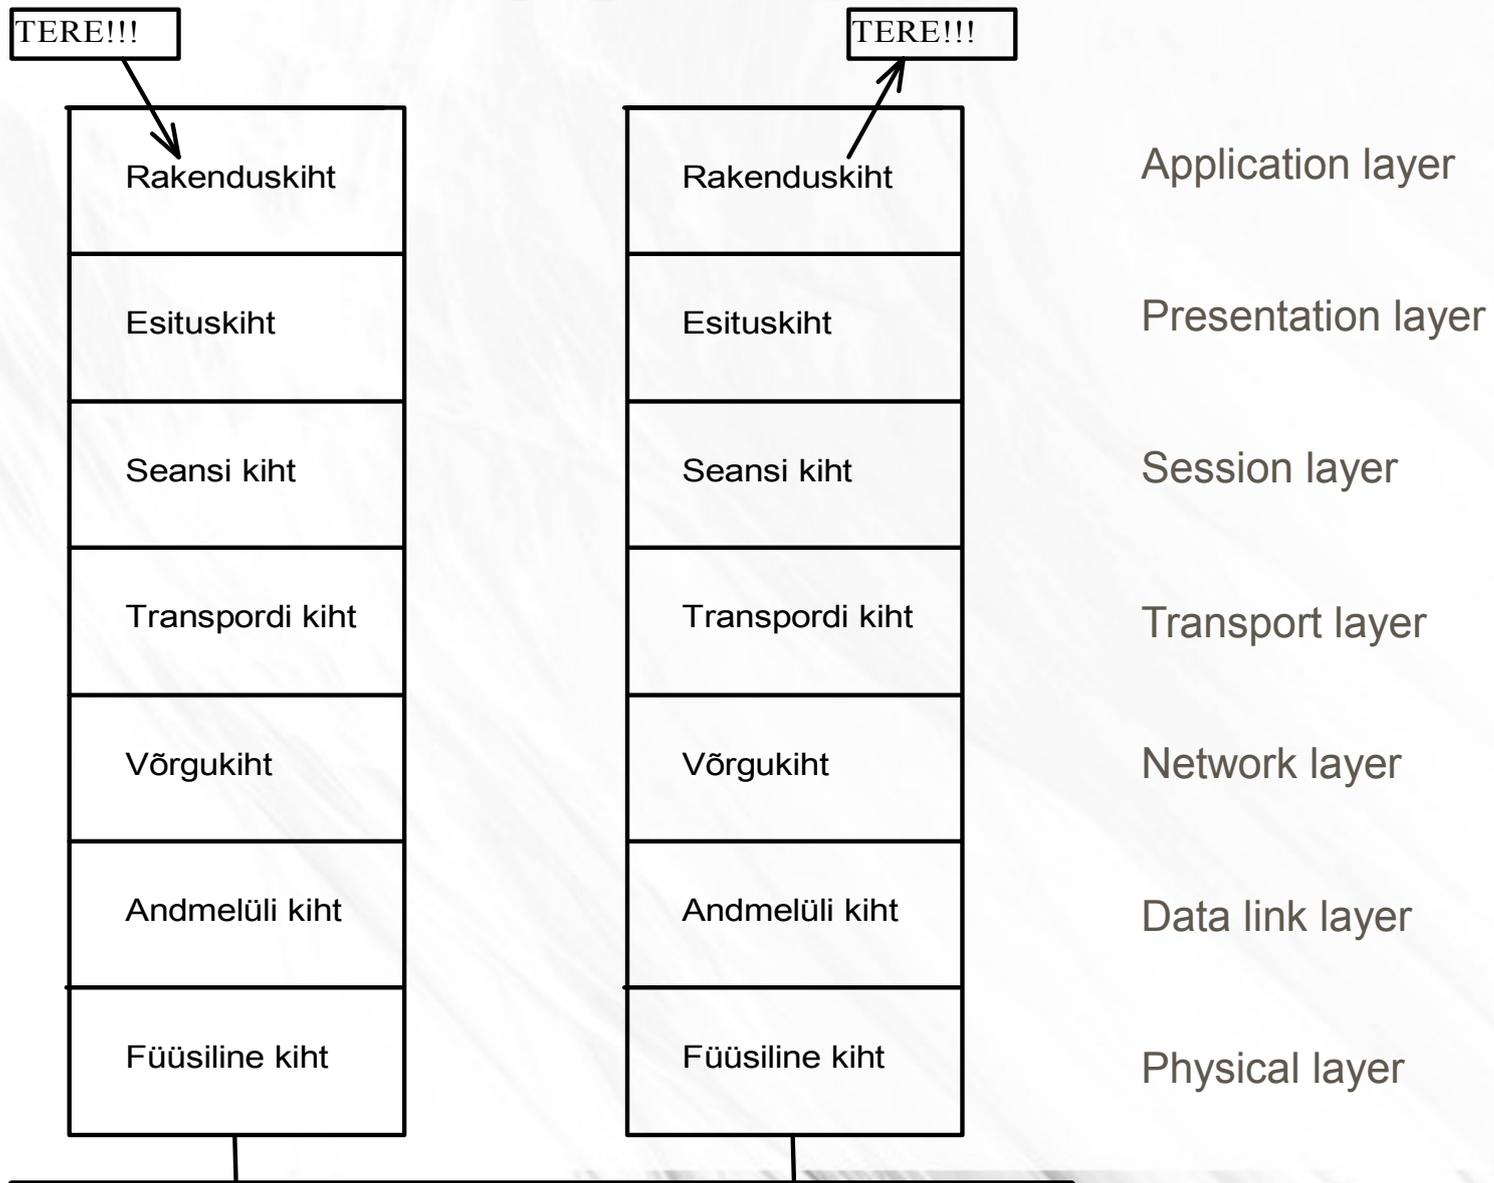 TERE!!!
TERE!!!
Rakenduskiht
Rakenduskiht
Application layer
Esituskiht
Esituskiht
Presentation layer
Seansi kiht
Seansi kiht
Session layer
Transpordi kiht
Transpordi kiht
Transport layer
Võrgukiht
Võrgukiht
Network layer
Andmelüli kiht
Andmelüli kiht
Data link layer
Füüsiline kiht
Füüsiline kiht
Physical layer